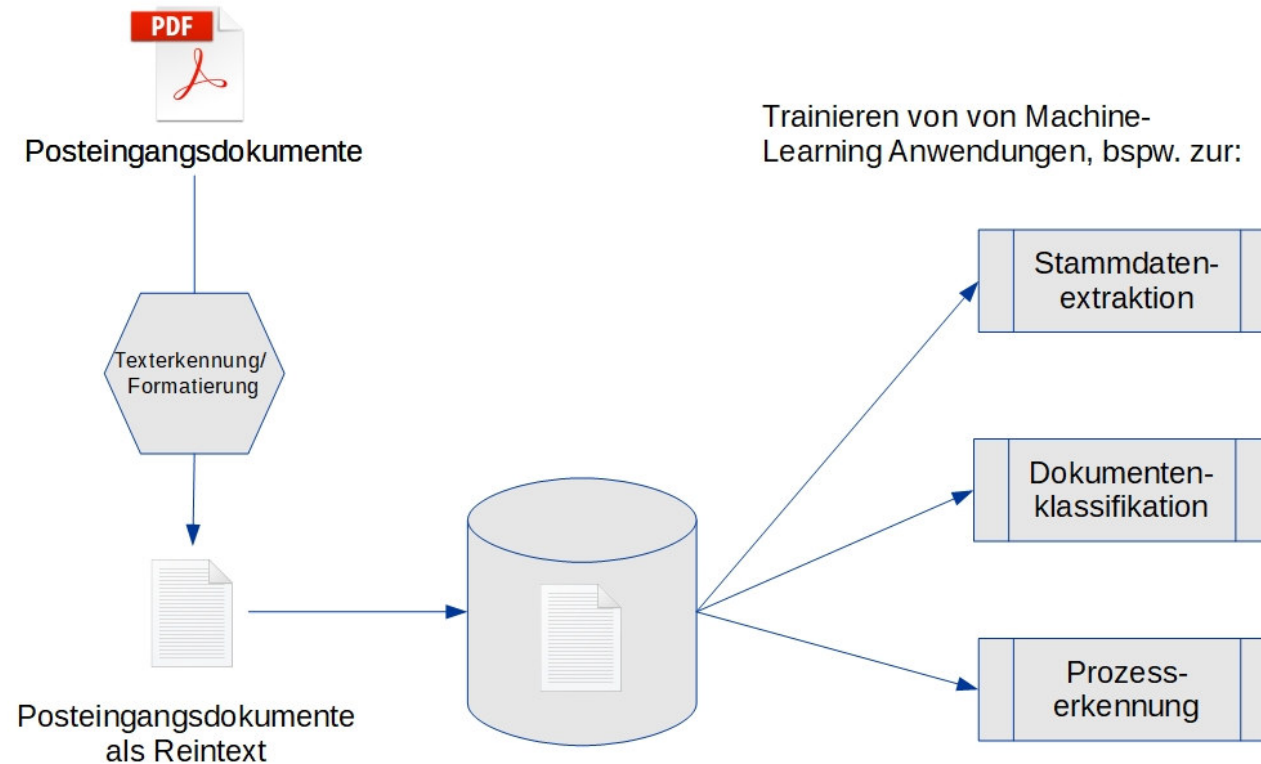 PDF
Posteingangsdokumente
Texterkennung/
Formatierung
Posteingangsdokumente
als Reintext
Trainieren von von Machine-
Learning Anwendungen, bspw. zur:
Stammdaten-
extraktion
Dokumenten-
klassifikation
Prozess-
erkennung